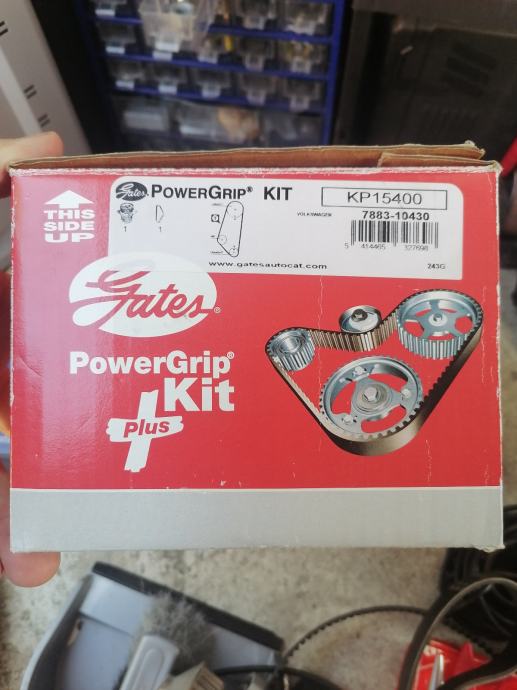 Gates® POWERGRIP® KIT
KP15400
VOLKSWAGEN
7883-10430
1 1
5 414465 327698
www.gatesautocat.com
243G
THIS
SIDE
UP
Gates®
PowerGrip®
Kit
Plus